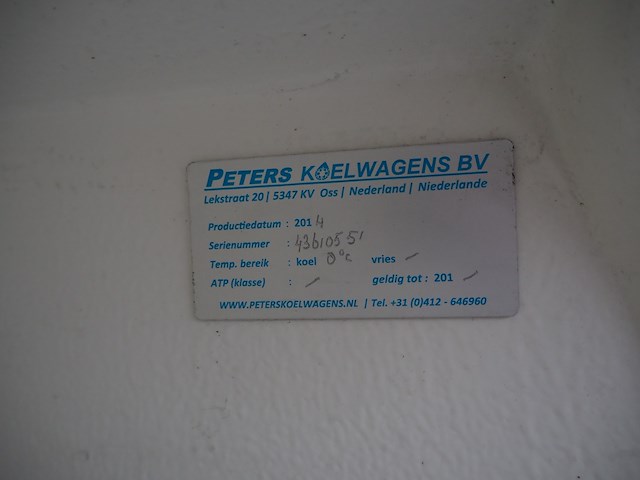 PETERS KOELWAGENS BV
Lekstraat 20 | 5347 KV Oss | Nederland | Niederlande
Productiedatum : 2014
Serienummer : 43610551
Temp. bereik : koel 0°c vries -
ATP (klasse) : - geldig tot : 201 -
WWW.PETERSKOELWAGENS.NL | Tel. +31 (0)412 - 646960